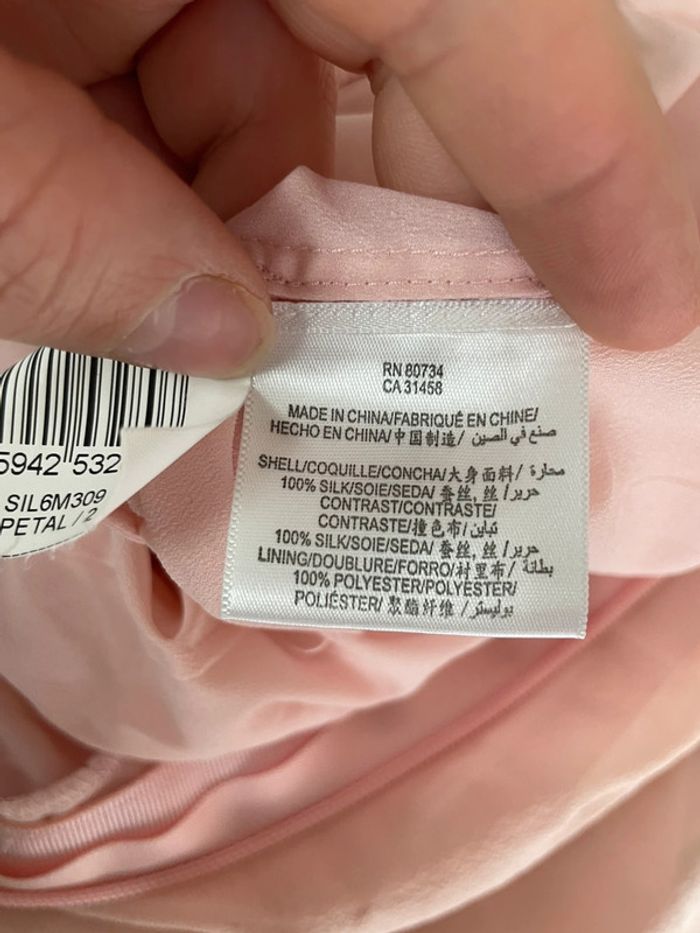 RN 80734
CA 31458
MADE IN CHINA/FABRIQUÉ EN CHINE/
HECHO EN CHINA/中国制造/ صنع في الصين
SHELL/COQUILLE/CONCHA/大身面料/ محارة
100% SILK/SOIE/SEDA/ 蚕丝, 丝 /حرير
CONTRAST/CONTRASTE/
CONTRASTE/撞色布/تباين
100% SILK/SOIE/SEDA/ 蚕丝, 丝 /حرير
LINING/DOUBLURE/FORRO/衬里布/ بطانة
100% POLYESTER/POLYESTER/
POLIÉSTER/ 聚酯纤维 /بوليستر
5942 532
SIL6M309
PETAL / 2